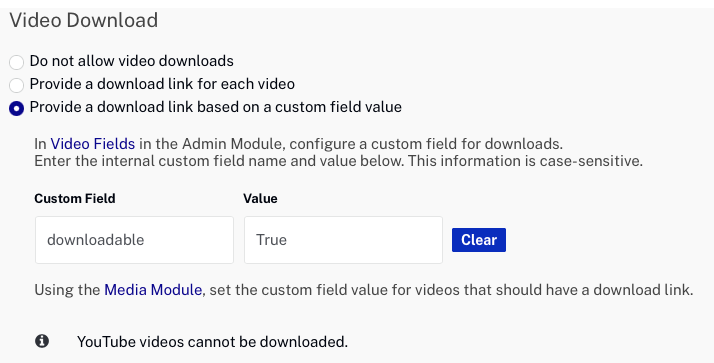 Video Download
Do not allow video downloads
Provide a download link for each video
Provide a download link based on a custom field value
In Video Fields in the Admin Module, configure a custom field for downloads.
Enter the internal custom field name and value below. This information is case-sensitive.
Custom Field Value
downloadable True Clear
Using the Media Module, set the custom field value for videos that should have a download link.
YouTube videos cannot be downloaded.